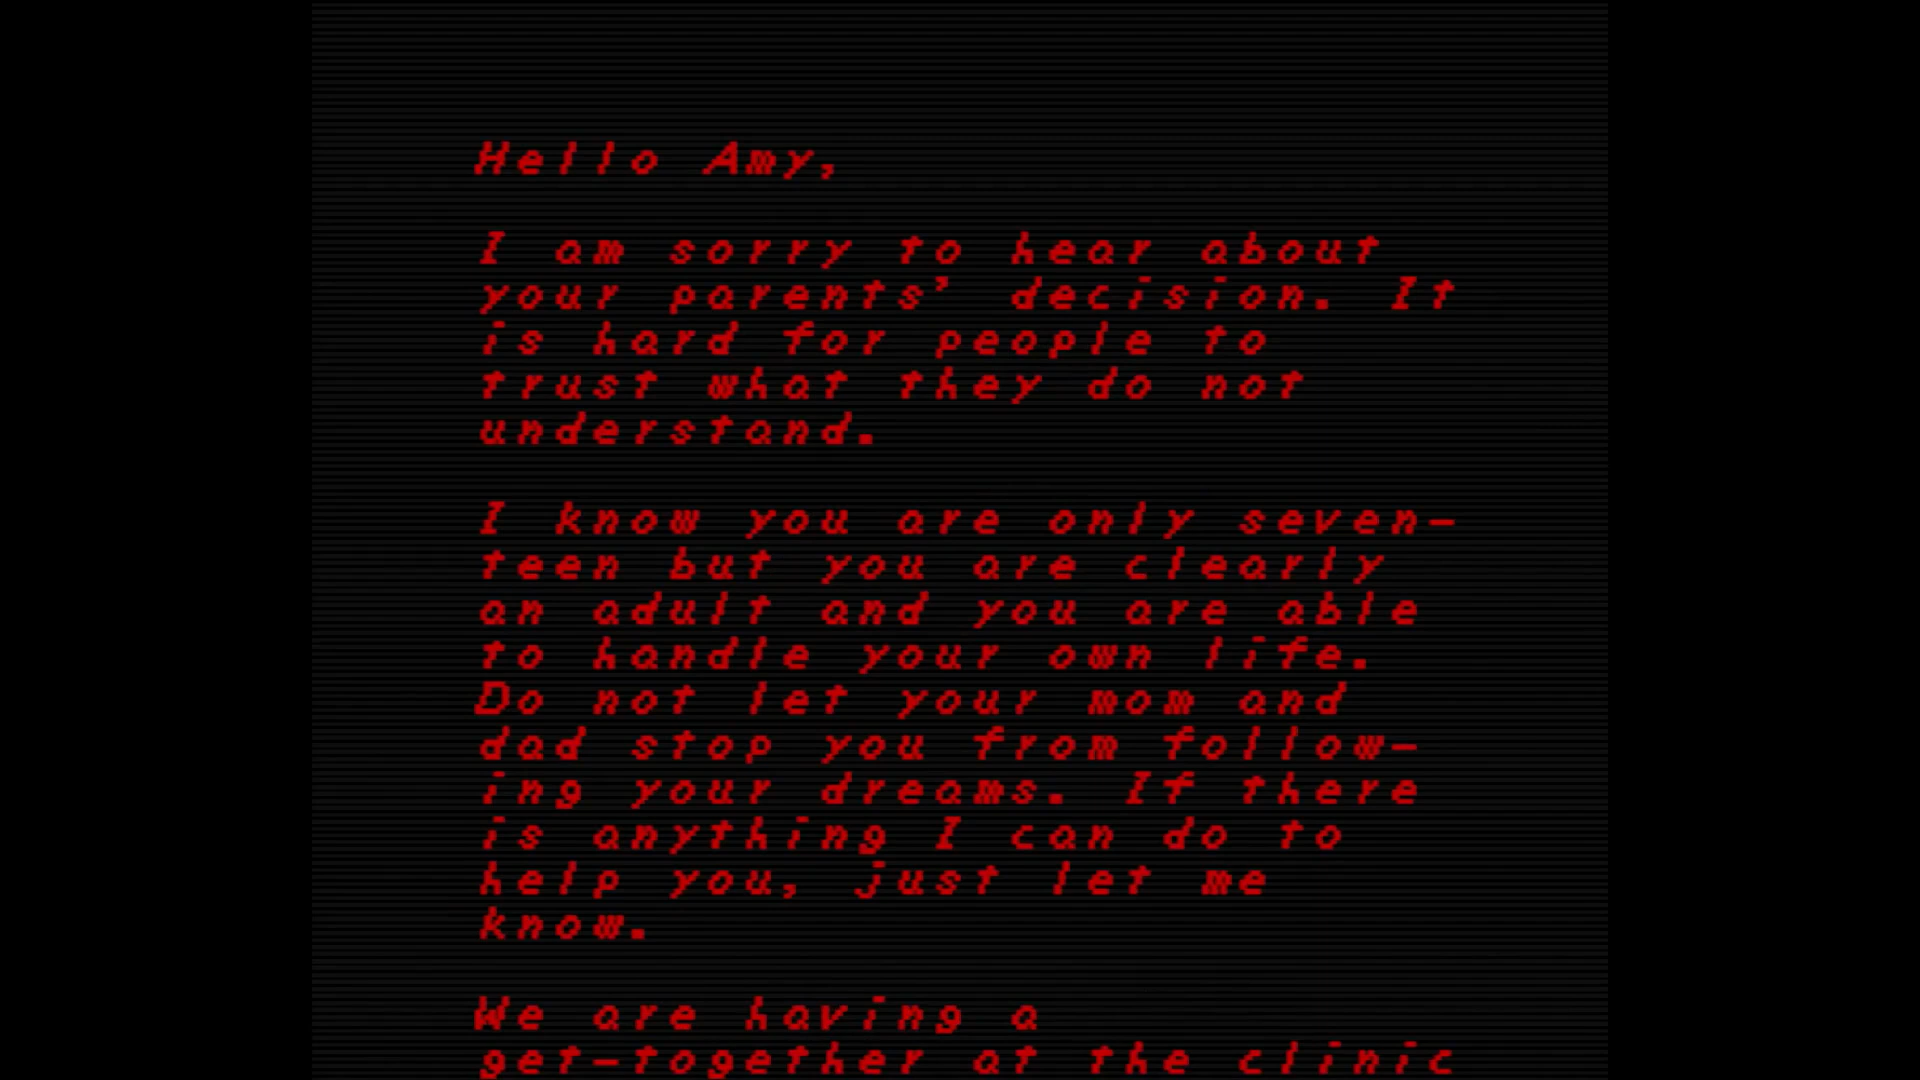 Hello Amy,
I am sorry to hear about
your parents' decision. It
is hard for people to
trust what they do not
understand.
I know you are only seven-
teen but you are clearly
an adult and you are able
to handle your own life.
Do not let your mom and
dad stop you from follow-
ing your dreams. If there
is anything I can do to
help you, just let me
know.
We are having a
get-together at the clinic